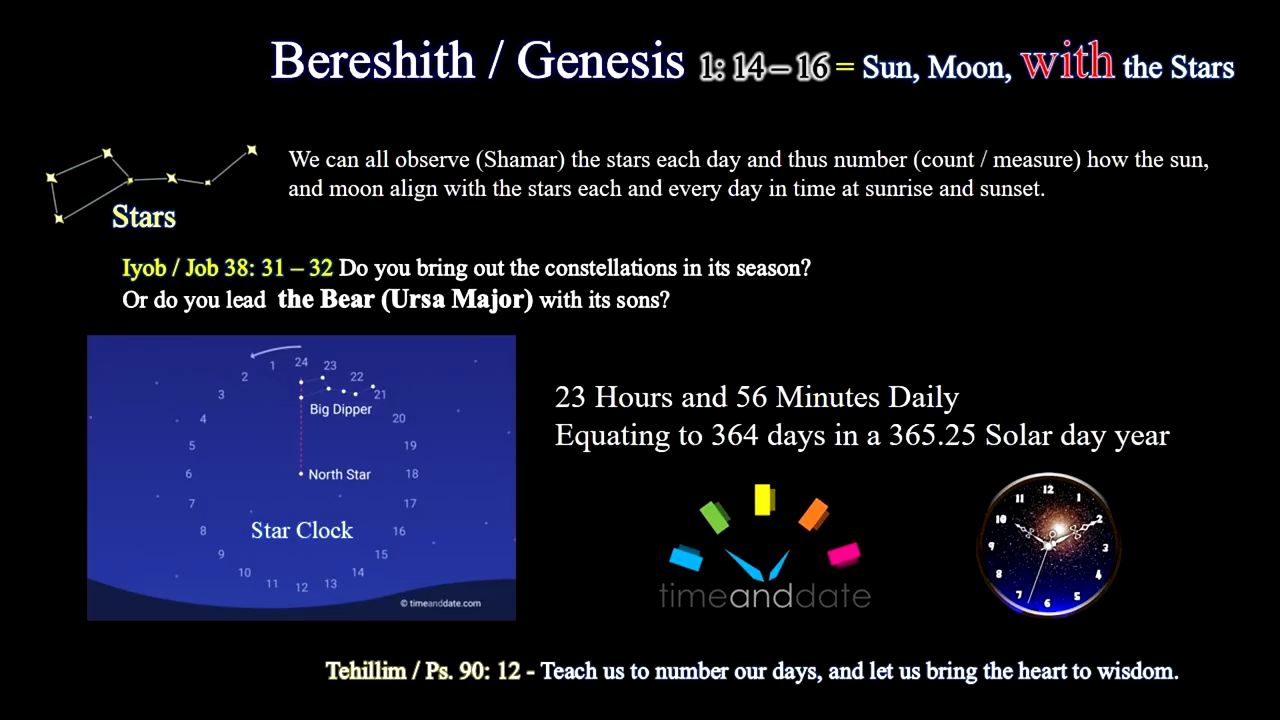 Bereshith / Genesis 1: 14 – 16 = Sun, Moon, with the Stars
We can all observe (Shamar) the stars each day and thus number (count / measure) how the sun,
and moon align with the stars each and every day in time at sunrise and sunset.
Stars
Iyob / Job 38: 31 – 32 Do you bring out the constellations in its season?
Or do you lead the Bear (Ursa Major) with its sons?
24
23
22
21
20
19
18
17
16
15
14
13
12
11
10
9
8
7
6
5
4
3
2
1
Big Dipper
North Star
Star Clock
© timeanddate.com
23 Hours and 56 Minutes Daily
Equating to 364 days in a 365.25 Solar day year
timeanddate
12
1
2
3
4
5
6
7
8
9
10
11
Tehillim / Ps. 90: 12 - Teach us to number our days, and let us bring the heart to wisdom.